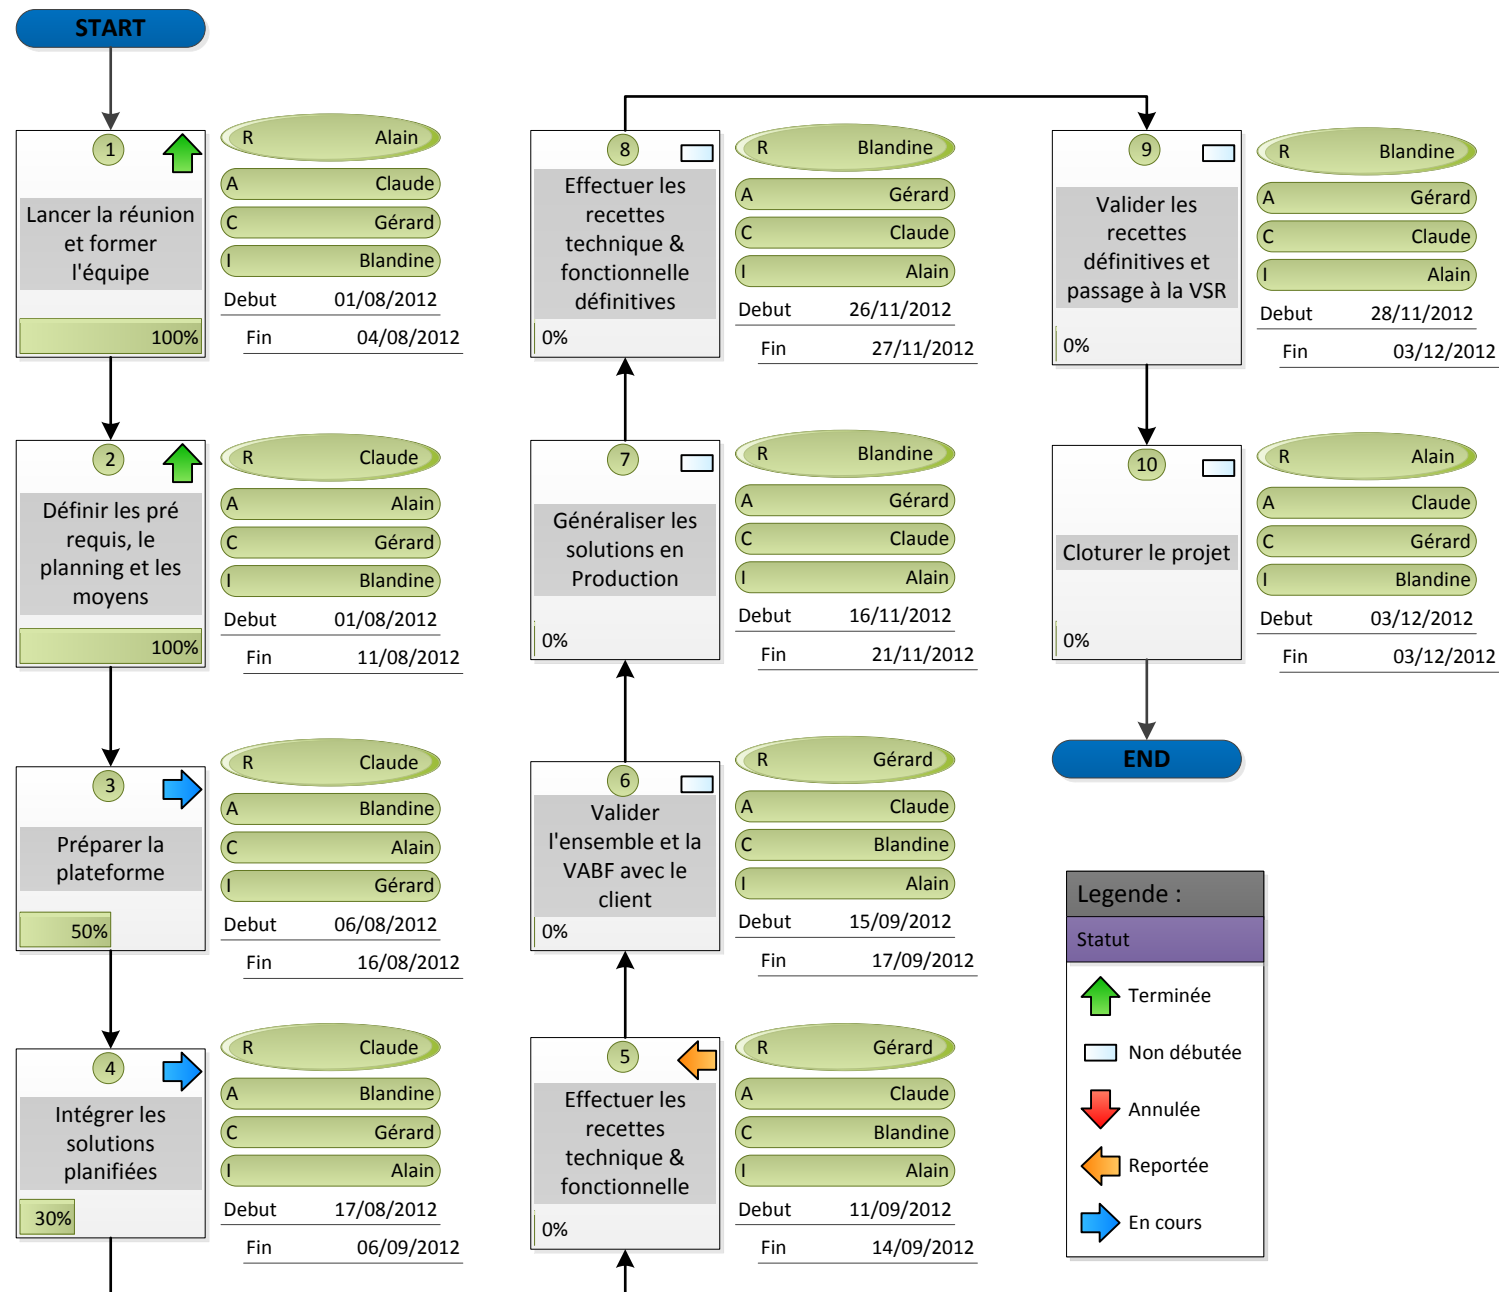 START
1
Lancer la réunion
et former
l'équipe
100%
R Alain
A Claude
C Gérard
I Blandine
Debut 01/08/2012
Fin 04/08/2012
2
Définir les pré
requis, le
planning et les
moyens
100%
R Claude
A Alain
C Gérard
I Blandine
Debut 01/08/2012
Fin 11/08/2012
3
Préparer la
plateforme
50%
R Claude
A Blandine
C Alain
I Gérard
Debut 06/08/2012
Fin 16/08/2012
4
Intégrer les
solutions
planifiées
30%
R Claude
A Blandine
C Gérard
I Alain
Debut 17/08/2012
Fin 06/09/2012
5
Effectuer les
recettes
technique &
fonctionnelle
0%
R Gérard
A Claude
C Blandine
I Alain
Debut 11/09/2012
Fin 14/09/2012
6
Valider
l'ensemble et la
VABF avec le
client
0%
R Gérard
A Claude
C Blandine
I Alain
Debut 15/09/2012
Fin 17/09/2012
7
Généraliser les
solutions en
Production
0%
R Blandine
A Gérard
C Claude
I Alain
Debut 16/11/2012
Fin 21/11/2012
8
Effectuer les
recettes
technique &
fonctionnelle
définitives
0%
R Blandine
A Gérard
C Claude
I Alain
Debut 26/11/2012
Fin 27/11/2012
9
Valider les
recettes
définitives et
passage à la VSR
0%
R Blandine
A Gérard
C Claude
I Alain
Debut 28/11/2012
Fin 03/12/2012
10
Cloturer le projet
0%
R Alain
A Claude
C Gérard
I Blandine
Debut 03/12/2012
Fin 03/12/2012
END
Legende :
Statut
Terminée
Non débutée
Annulée
Reportée
En cours